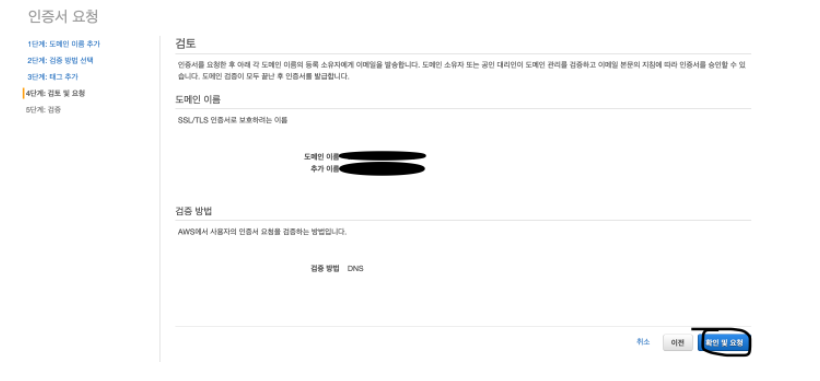 인증서 요청
1단계: 도메인 이름 추가
2단계: 검증 방법 선택
3단계: 태그 추가
4단계: 검토 및 요청
5단계: 검증
검토
인증서를 요청한 후 아래 각 도메인 이름의 등록 소유자에게 이메일을 발송합니다. 도메인 소유자 또는 공인 대리인이 도메인 관리를 검증하고 이메일 본문의 지침에 따라 인증서를 승인할 수 있
습니다. 도메인 검증이 모두 끝난 후 인증서를 발급합니다.
도메인 이름
SSL/TLS 인증서로 보호하려는 이름
도메인 이름
추가 이름
검증 방법
AWS에서 사용자의 인증서 요청을 검증하는 방법입니다.
검증 방법 DNS
취소 이전 확인 및 요청